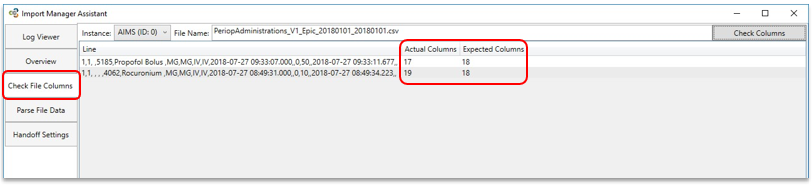 Import Manager Assistant
Log Viewer
Instance: AIMS (ID: 0) File Name: PeriopAdministrations_V1_Epic_20180101_20180101.csv Check Columns
Line Actual Columns Expected Columns
Overview
1,1, ,5185,Propofol Bolus ,MG,MG,IV,IV,2018-07-27 09:33:07.000,0,50,,2018-07-27 09:33:11.677,, 17 18
1,1, , ,4062,Rocuronium ,MG,MG,IV,IV,2018-07-27 08:49:31.000,,0,10,,2018-07-27 08:49:34.223,, 19 18
Check File Columns
Parse File Data
Handoff Settings